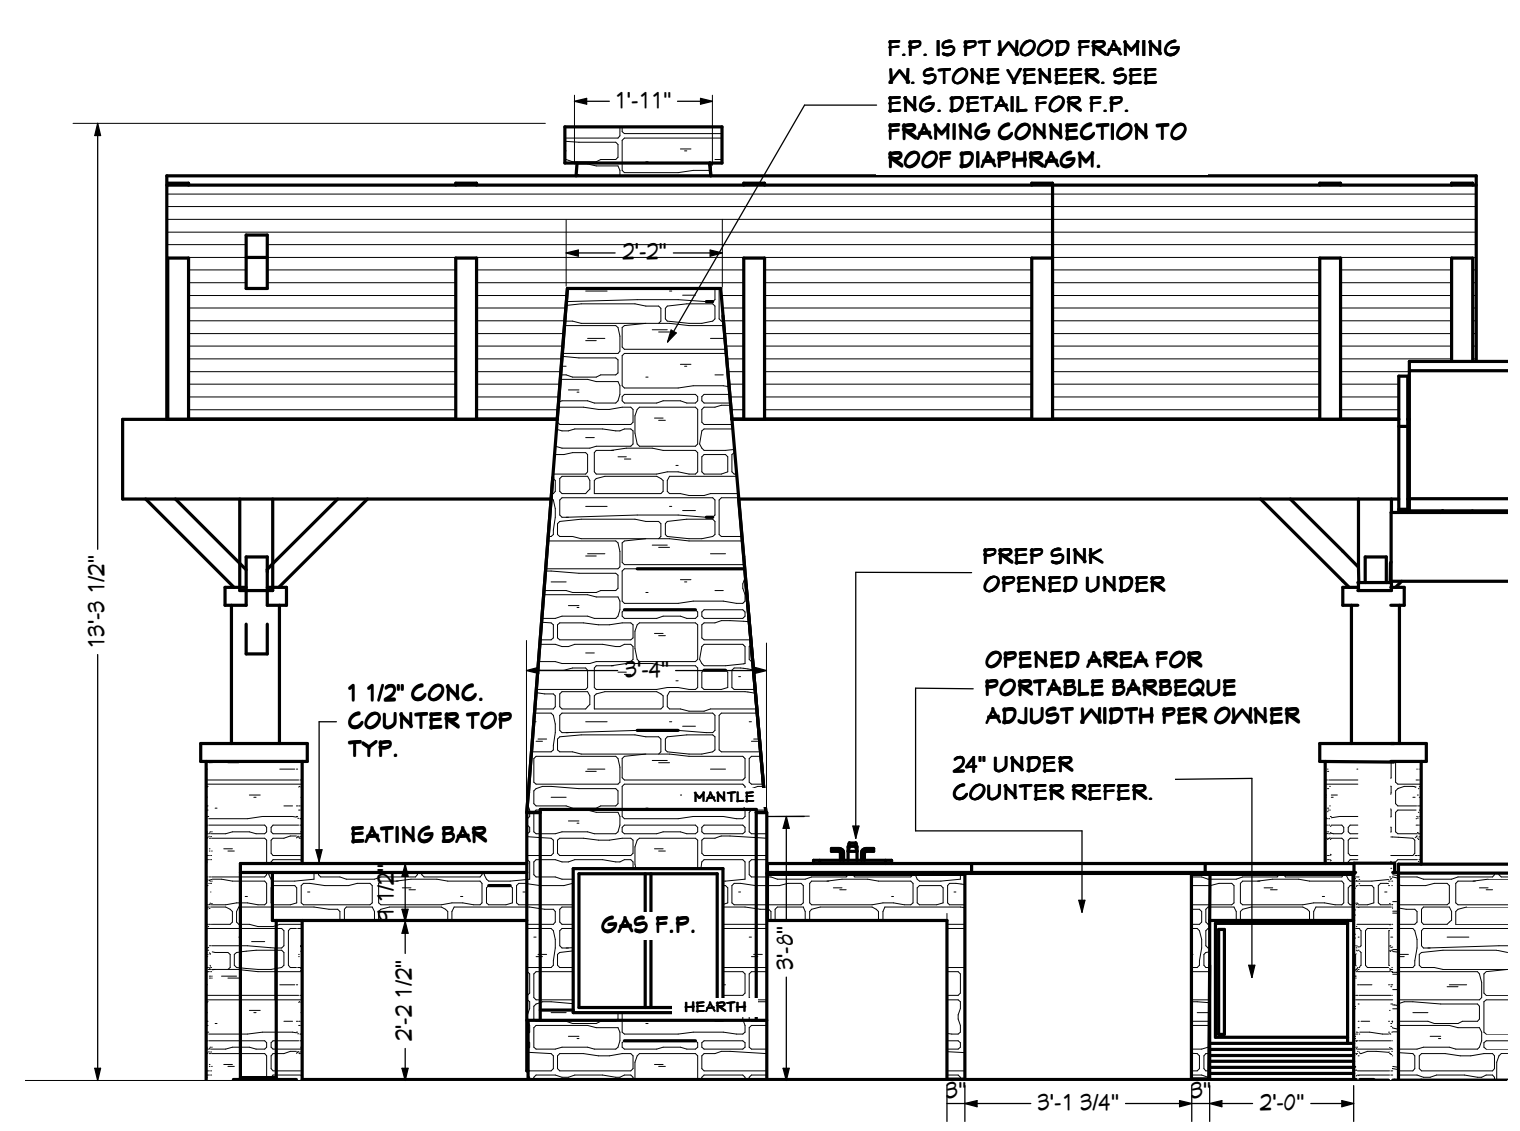 F.P. IS PT WOOD FRAMING
W. STONE VENEER. SEE
ENG. DETAIL FOR F.P.
FRAMING CONNECTION TO
ROOF DIAPHRAGM.
1'-11"
2'-2"
13'-3 1/2"
PREP SINK
OPENED UNDER
3'-4"
OPENED AREA FOR
PORTABLE BARBEQUE
ADJUST WIDTH PER OWNER
1 1/2" CONC.
COUNTER TOP
TYP.
24" UNDER
COUNTER REFER.
MANTLE
EATING BAR
9 1/2"
GAS F.P.
3'-8"
2'-2 1/2"
HEARTH
3"
3'-1 3/4"
3"
2'-0"